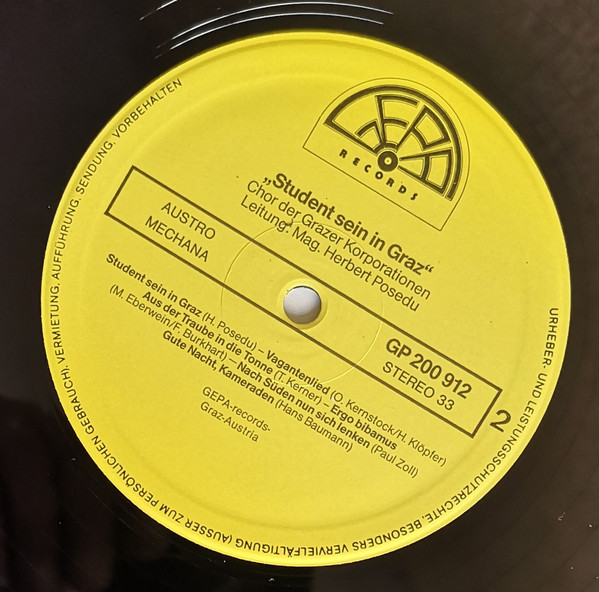 GEPA
RECORDS
„Student sein in Graz“
Chor der Grazer Korporationen
Leitung: Mag. Herbert Posedu
AUSTRO
MECHANA
GP 200 912
STEREO 33
2
Student sein in Graz (H. Posedu) – Vagantenlied (O. Kernstock/H. Klöpfer)
Aus der Traube in die Tonne (T. Kerner) – Ergo bibamus
(M. Eberwein/F. Burkhart) – Nach Süden nun sich lenken (Paul Zoll)
Gute Nacht, Kameraden (Hans Baumann)
GEPA-records-
Graz-Austria
URHEBER- UND LEISTUNGSSCHUTZRECHTE, BESONDERS VERVIELFÄLTIGUNG (AUSSER ZUM PERSÖNLICHEN GEBRAUCH), VERMIETUNG, AUFFÜHRUNG, SENDUNG, VORBEHALTEN